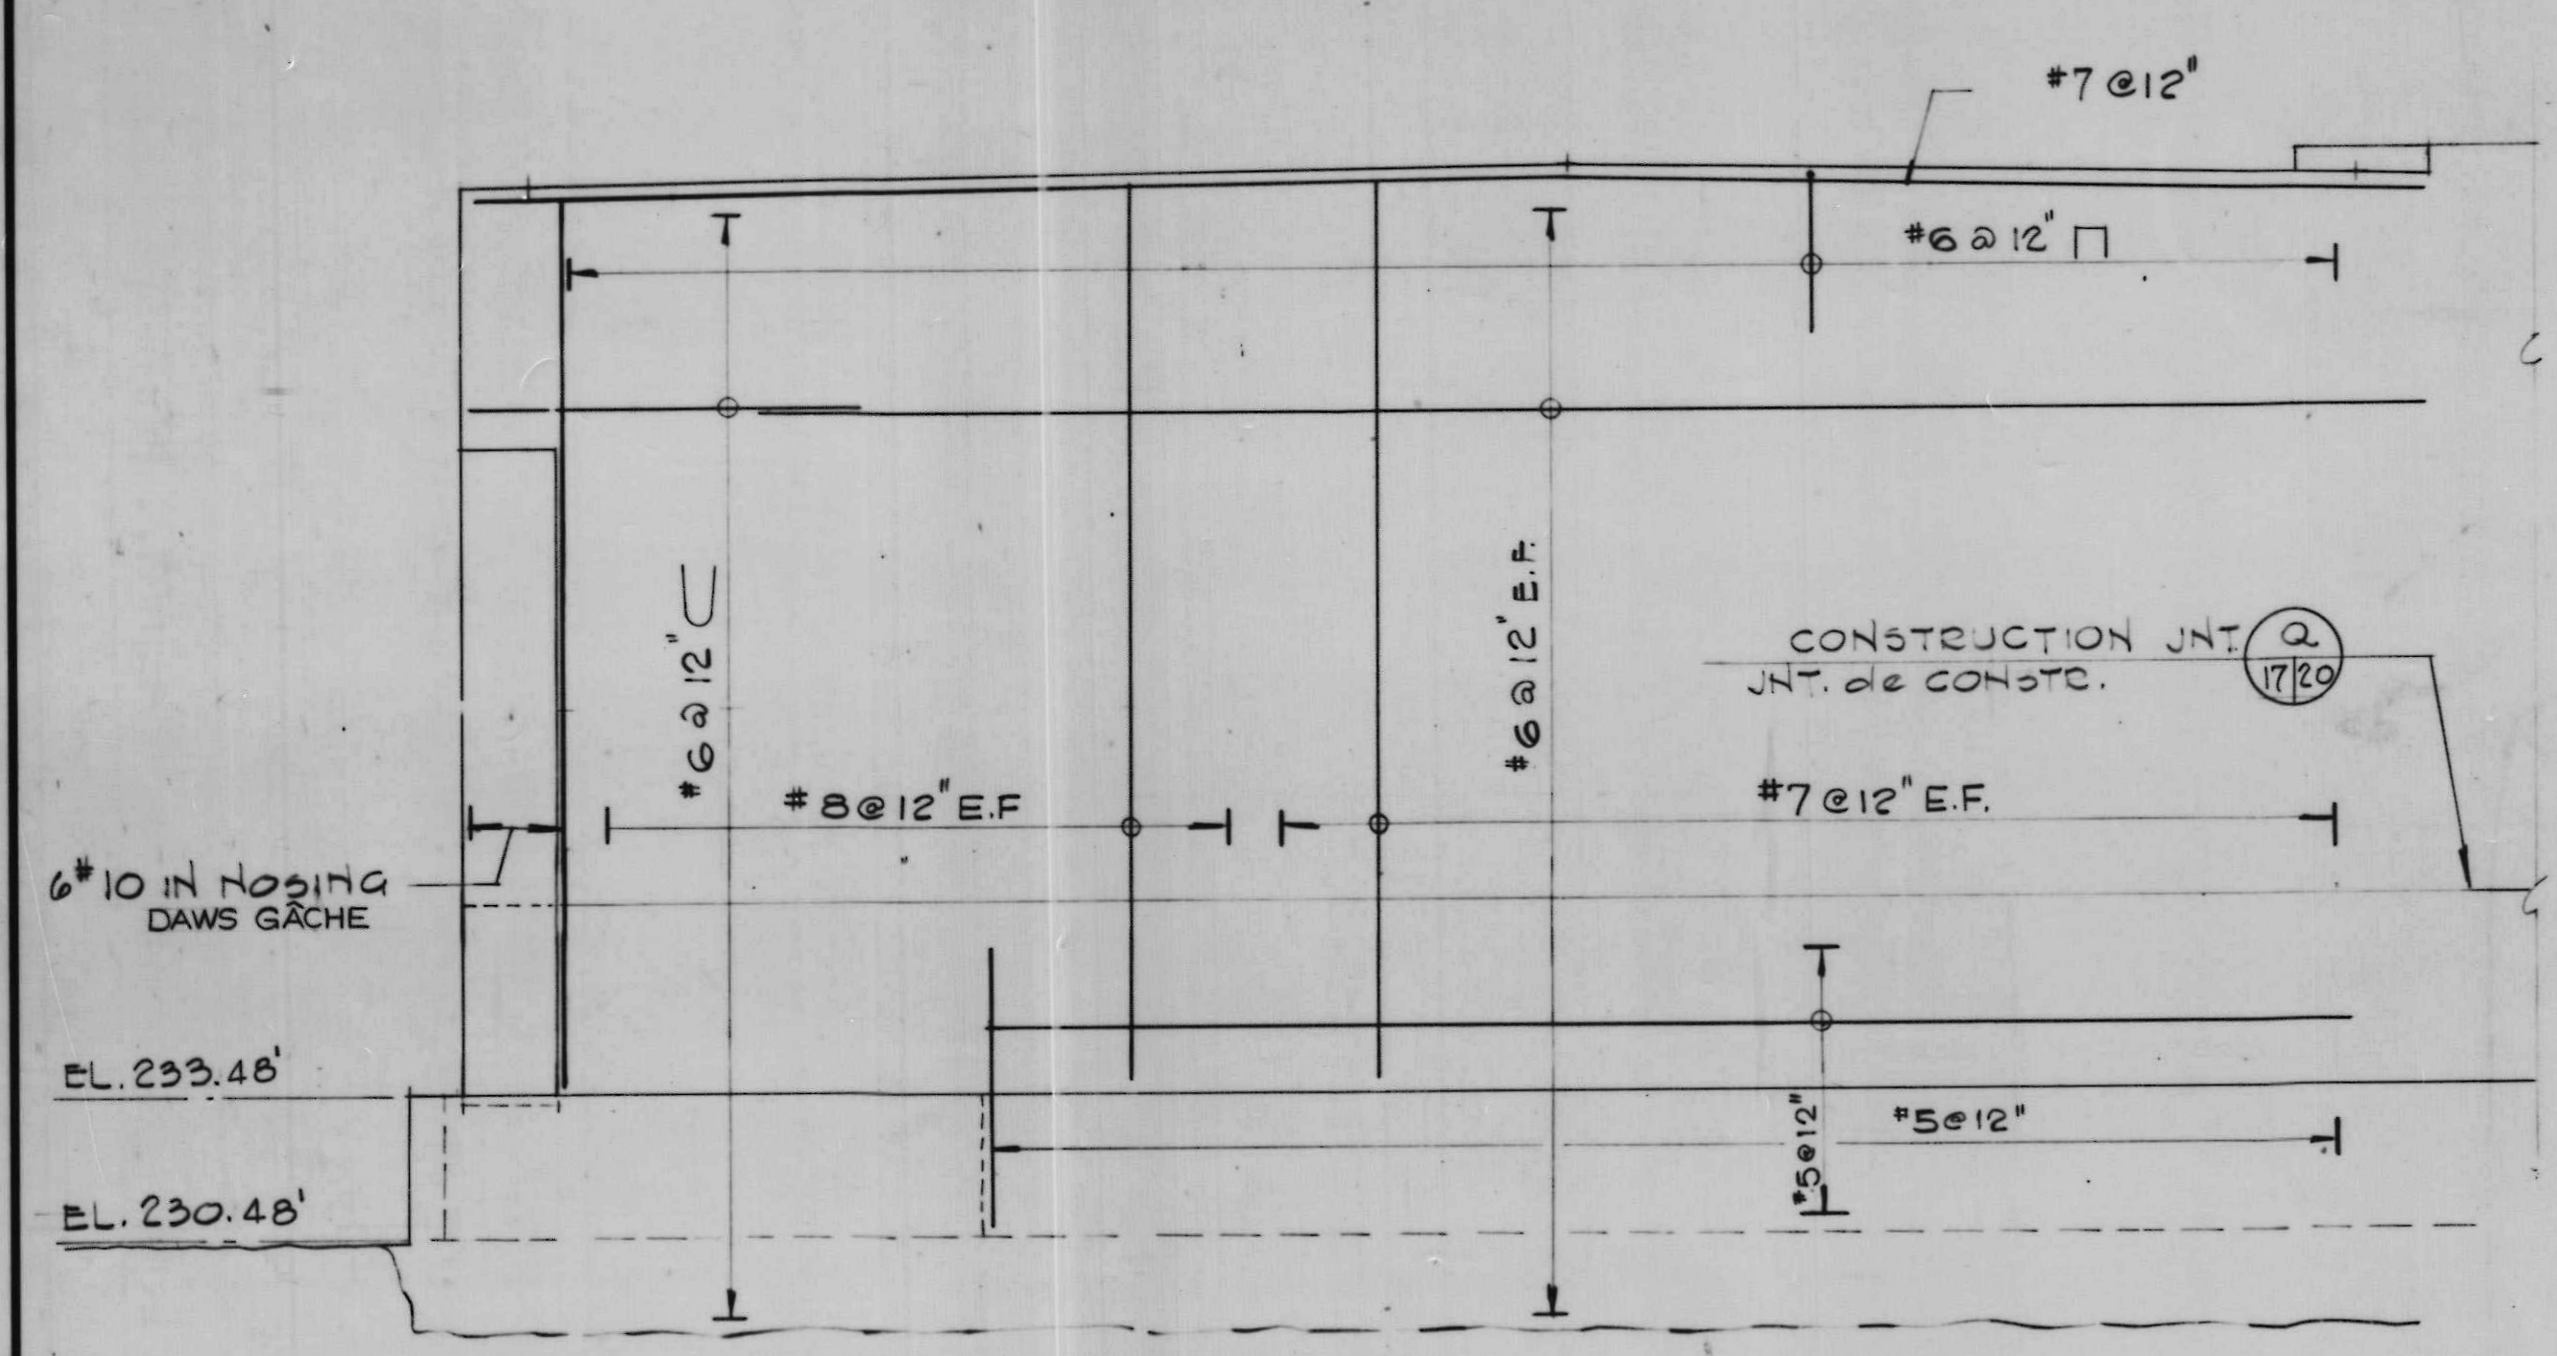 #7@12"
#6@12" ⊓
#6@12" U
#6@12" E.F.
CONSTRUCTION JNT.
JNT. de CONSTR.
Q
17|20
#8@12" E.F
#7@12" E.F.
6#10 IN NOSING
DAWS GÂCHE
EL. 233.48'
#5@12"
#5@12"
EL. 230.48'